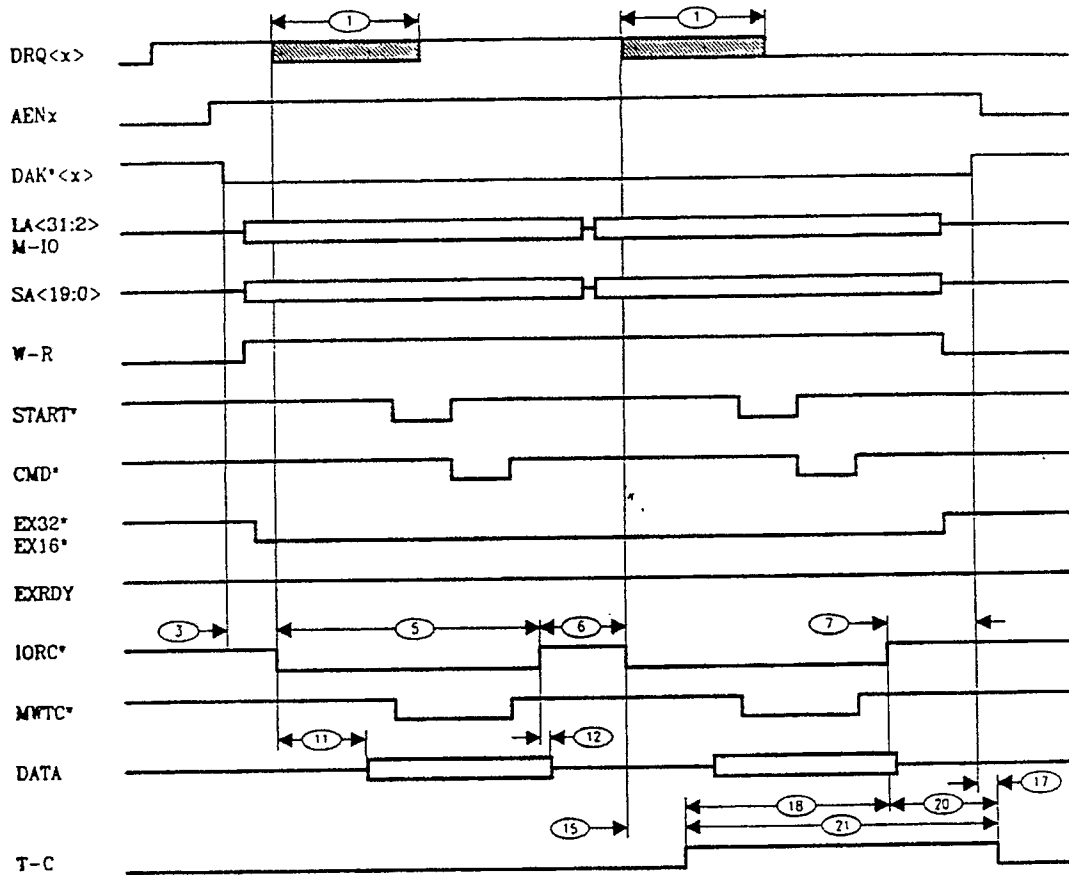 1 1
DRQ<x>
AENx
DAK*<x>
LA<31:2>
M-IO
SA<19:0>
W-R
START*
CMD*
EX32*
EX16*
EXRDY
3 5 6 7
IORC*
MWTC*
11 12
DATA
17
18 20
15 21
T-C